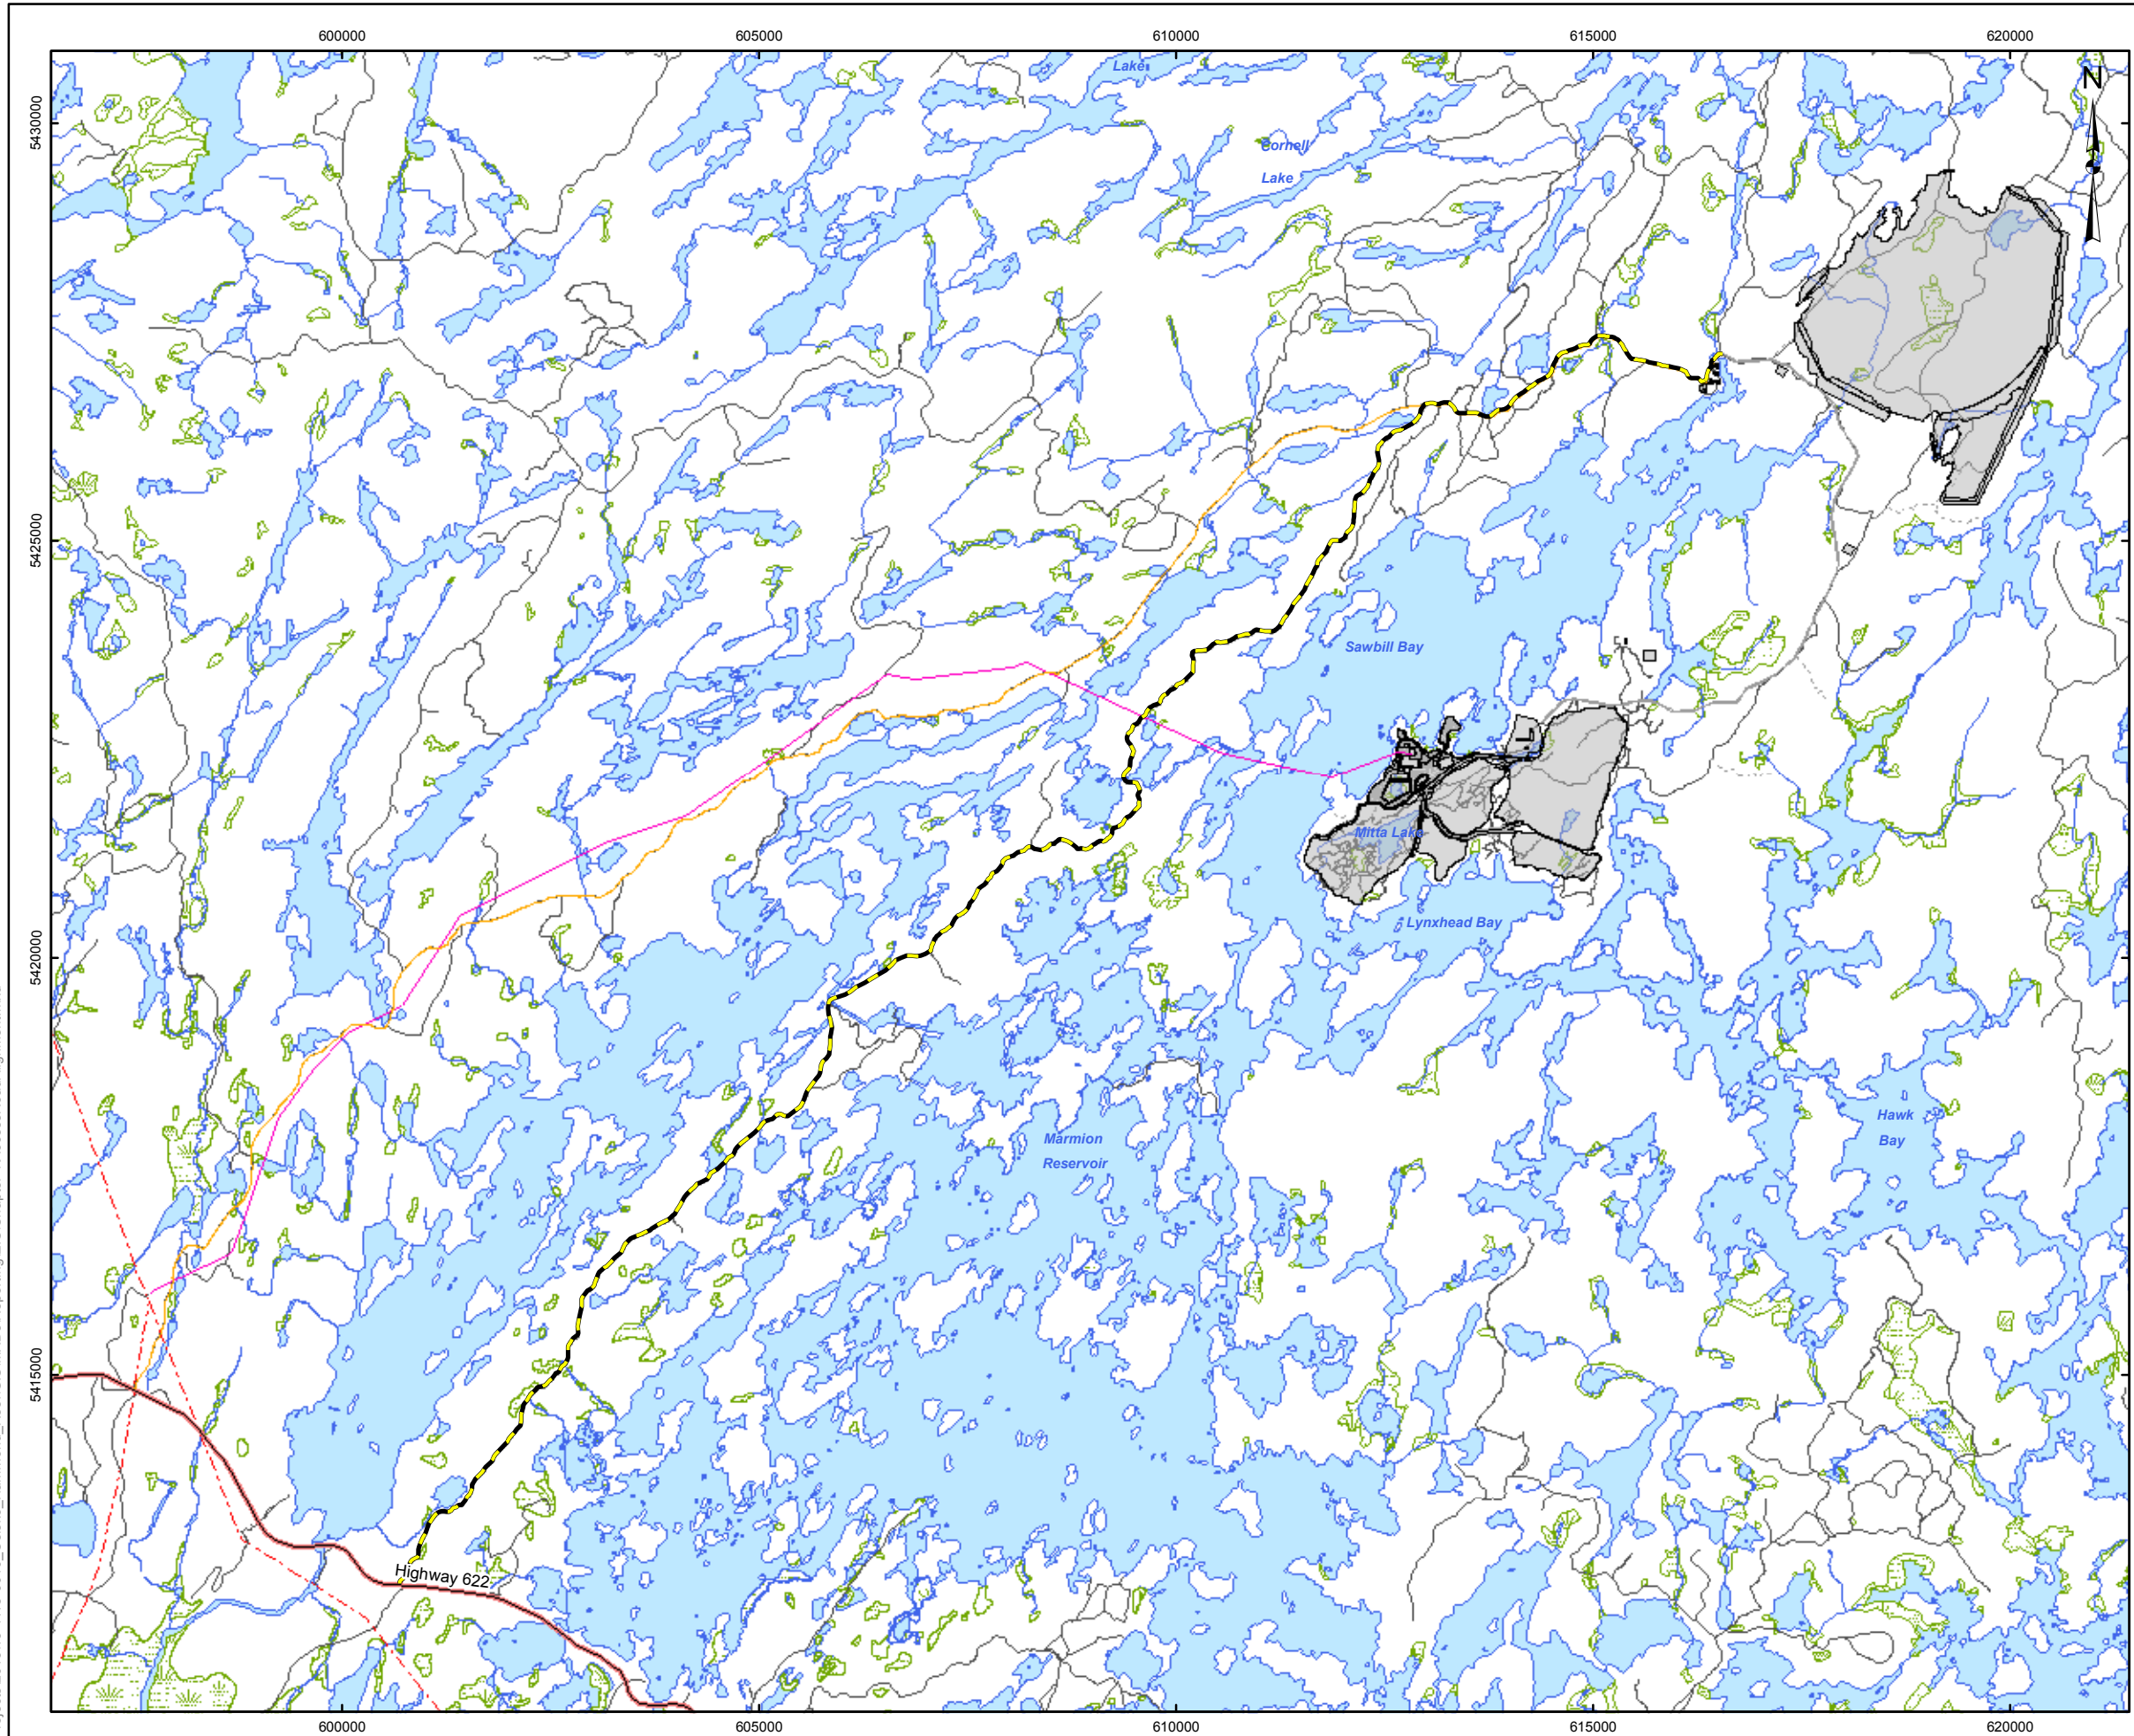 600000
605000
610000
615000
620000
N
Lake
Cornell
Lake
5430000
5425000
Sawbill Bay
Mitta Lake
Lynxhead Bay
5420000
Marmion
Reservoir
Hawk
Bay
5415000
Highway 622
600000
605000
610000
615000
620000